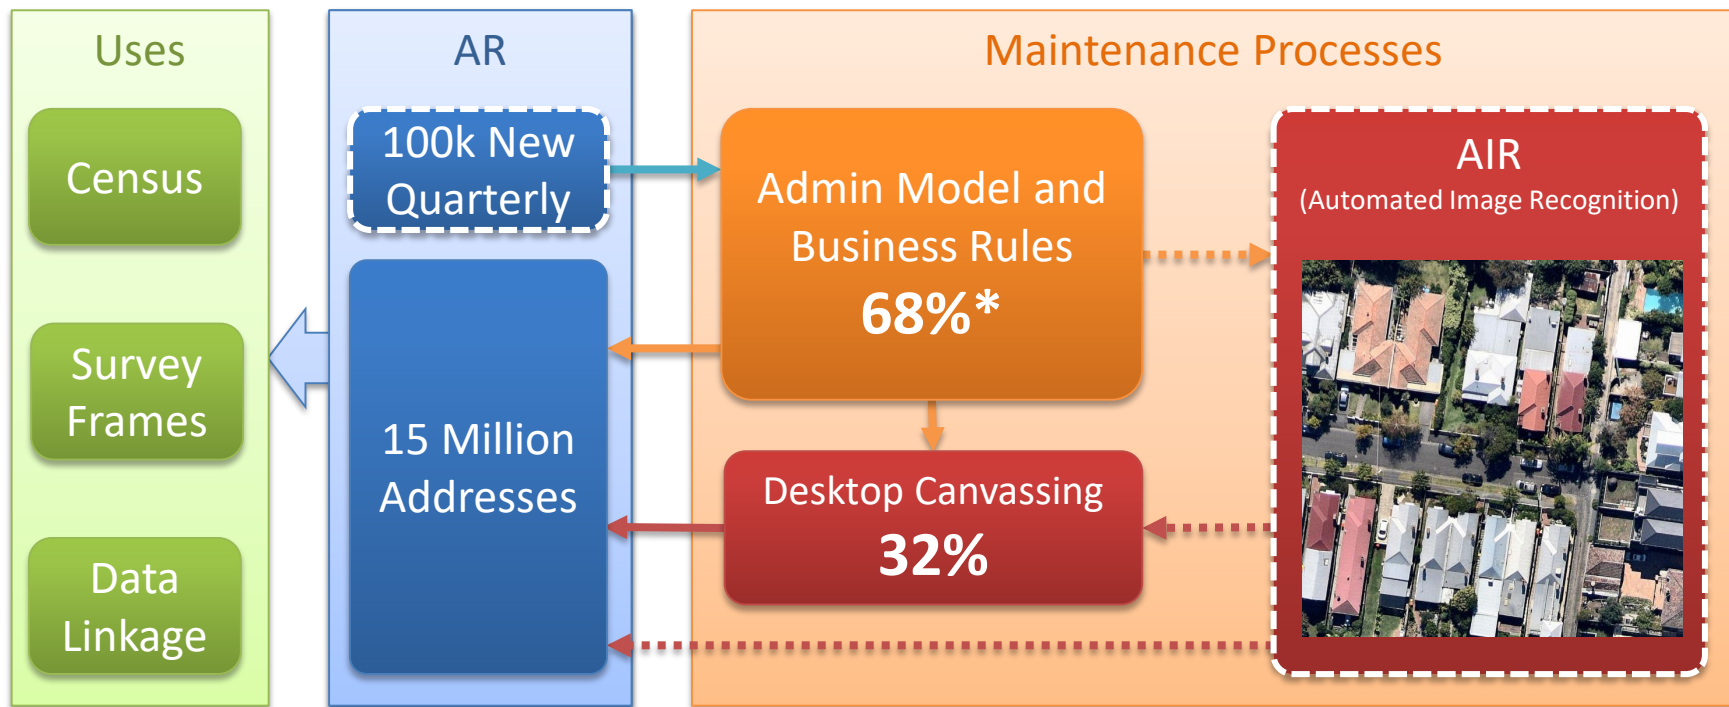 Uses
Census
Survey
Frames
Data
Linkage
AR
100k New
Quarterly
15 Million
Addresses
Maintenance Processes
Admin Model and
Business Rules
68%*
Desktop Canvassing
32%
AIR
(Automated Image Recognition)